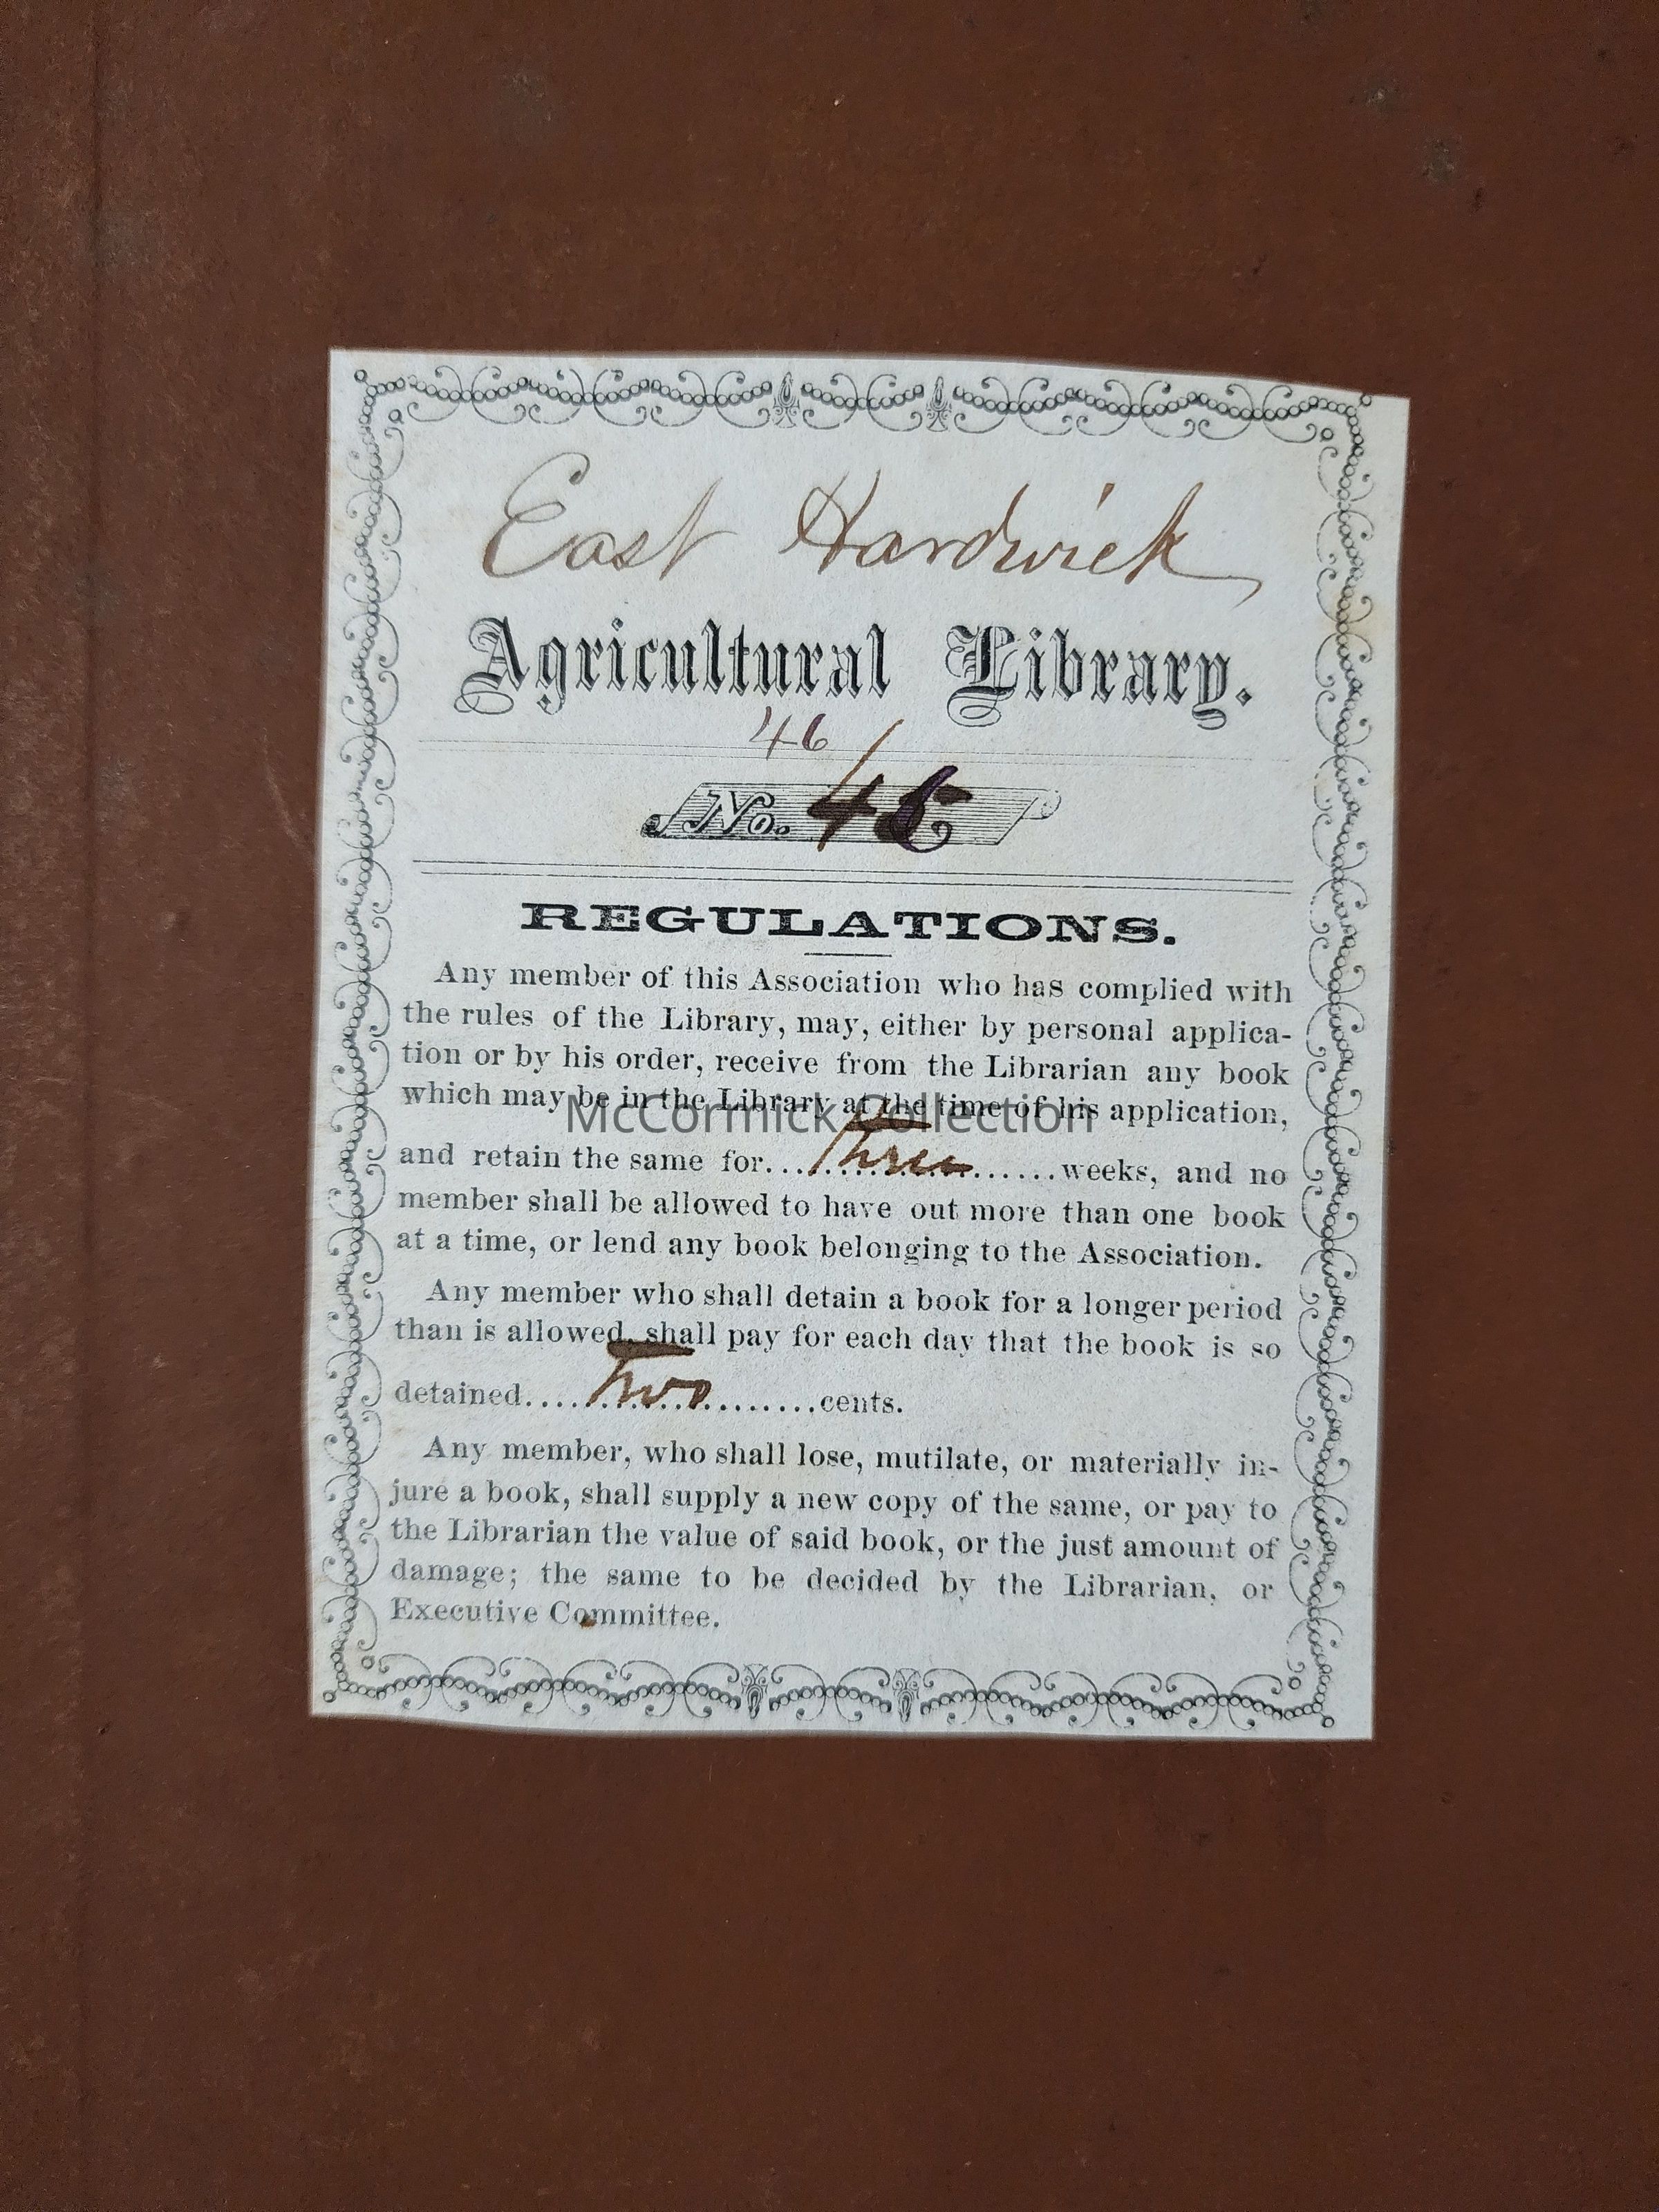 East Hardwick
Agricultural Library.
46
No. 46
REGULATIONS.
Any member of this Association who has complied with
the rules of the Library, may, either by personal applica-
tion or by his order, receive from the Librarian any book
which may be in the Library at the time of his application,
McCormick Collection
and retain the same for....Three.......weeks, and no
member shall be allowed to have out more than one book
at a time, or lend any book belonging to the Association.
Any member who shall detain a book for a longer period
than is allowed, shall pay for each day that the book is so
detained....Two.......cents.
Any member, who shall lose, mutilate, or materially in-
jure a book, shall supply a new copy of the same, or pay to
the Librarian the value of said book, or the just amount of
damage; the same to be decided by the Librarian, or
Executive Committee.